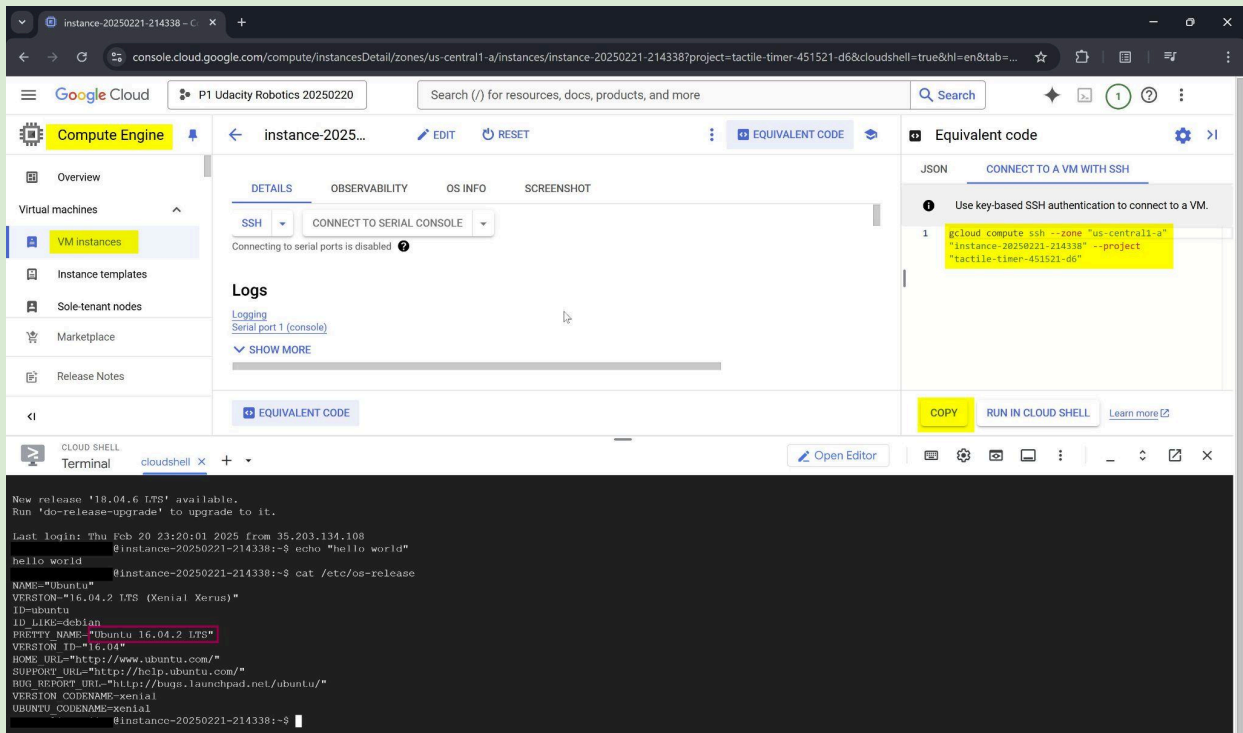 instance-20250221-214338 – C
console.cloud.google.com/compute/instancesDetail/zones/us-central1-a/instances/instance-20250221-214338?project=tactile-timer-451521-d6&cloudshell=true&hl=en&tab=...
Google Cloud
P1 Udacity Robotics 20250220
Search (/) for resources, docs, products, and more
Search
1
Compute Engine
instance-2025...
EDIT
RESET
EQUIVALENT CODE
Equivalent code
Overview
Virtual machines
VM instances
Instance templates
Sole-tenant nodes
Marketplace
Release Notes
DETAILS OBSERVABILITY OS INFO SCREENSHOT
SSH
CONNECT TO SERIAL CONSOLE
Connecting to serial ports is disabled
Logs
Logging
Serial port 1 (console)
SHOW MORE
EQUIVALENT CODE
JSON CONNECT TO A VM WITH SSH
Use key-based SSH authentication to connect to a VM.
1 gcloud compute ssh --zone "us-central1-a"
"instance-20250221-214338" --project
"tactile-timer-451521-d6"
COPY RUN IN CLOUD SHELL Learn more
CLOUD SHELL
Terminal
cloudshell
Open Editor
New release '18.04.6 LTS' available.
Run 'do-release-upgrade' to upgrade to it.
Last login: Thu Feb 20 23:20:01 2025 from 35.203.134.108
@instance-20250221-214338:~$ echo "hello world"
hello world
@instance-20250221-214338:~$ cat /etc/os-release
NAME="Ubuntu"
VERSION="16.04.2 LTS (Xenial Xerus)"
ID=ubuntu
ID_LIKE=debian
PRETTY_NAME="Ubuntu 16.04.2 LTS"
VERSION_ID="16.04"
HOME_URL="http://www.ubuntu.com/"
SUPPORT_URL="http://help.ubuntu.com/"
BUG_REPORT_URL="http://bugs.launchpad.net/ubuntu/"
VERSION_CODENAME=xenial
UBUNTU_CODENAME=xenial
@instance-20250221-214338:~$